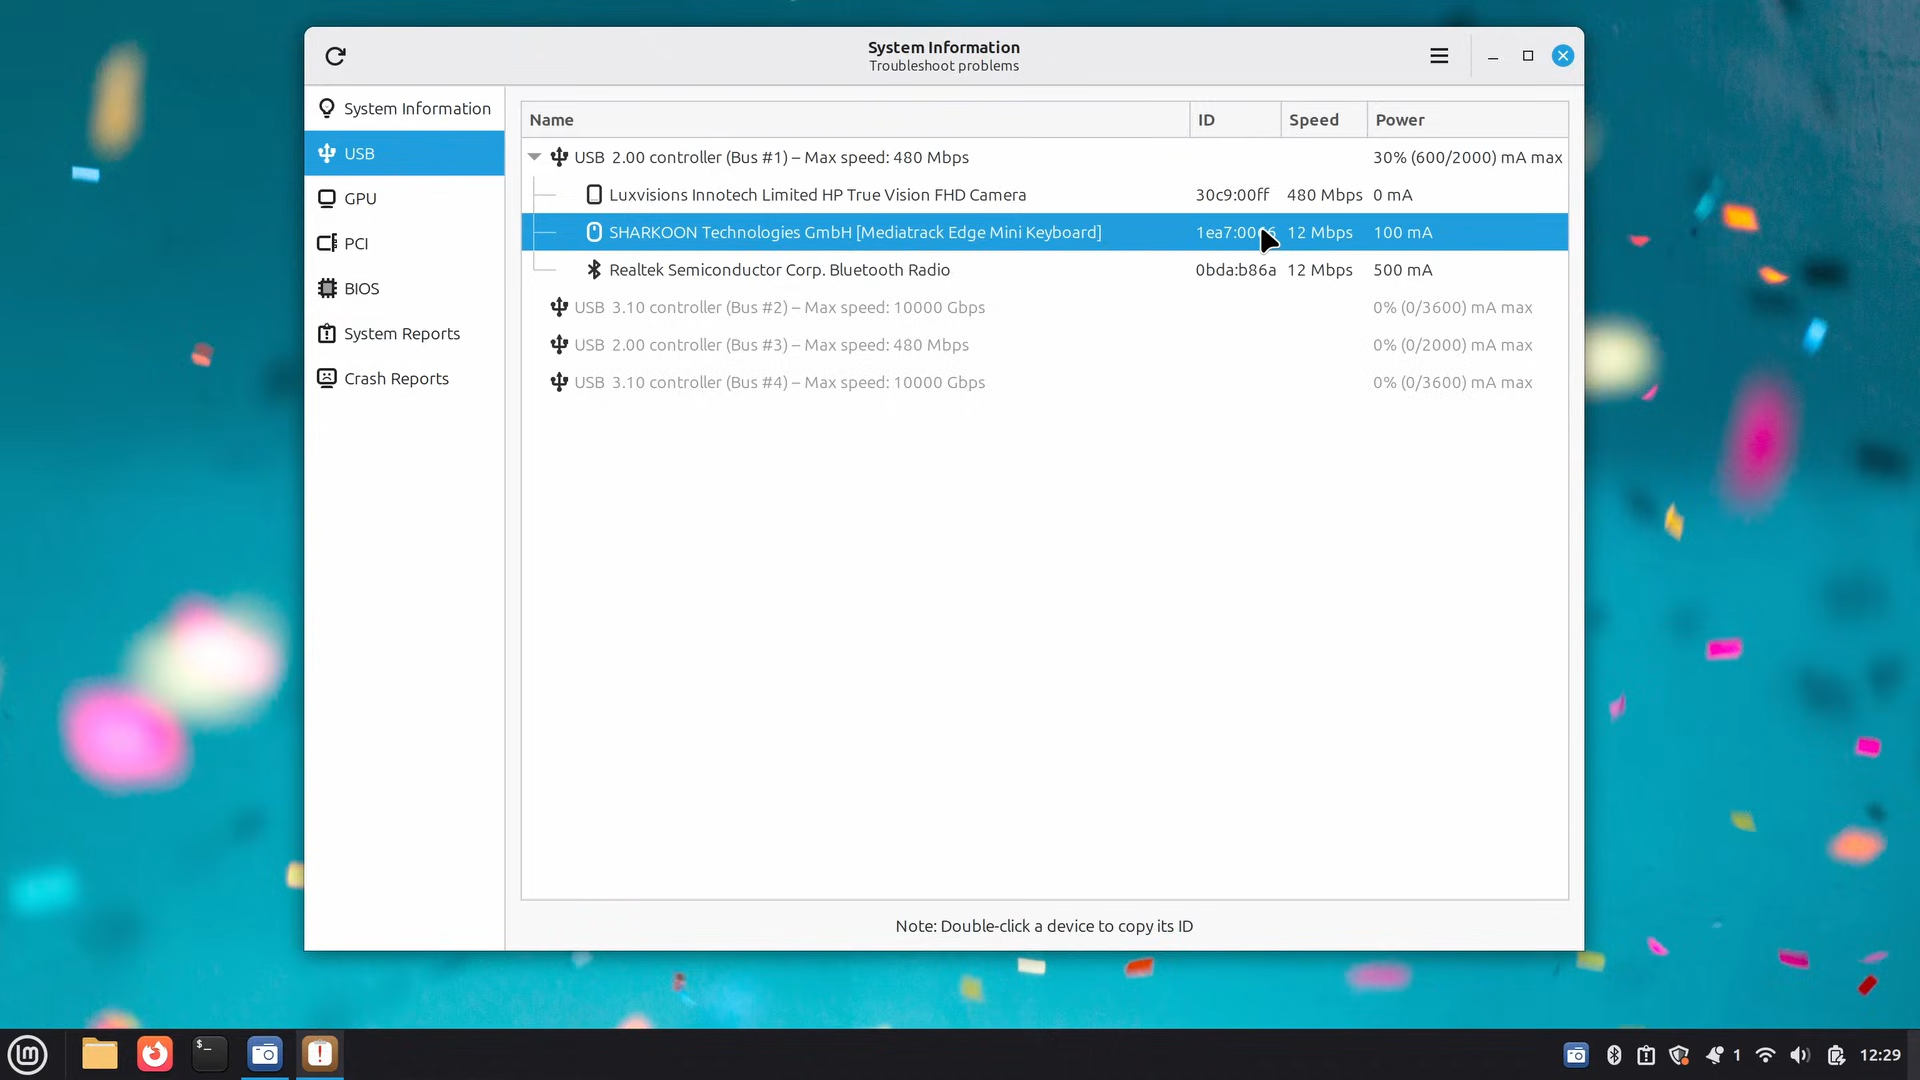 System Information
Troubleshoot problems
System Information
USB
GPU
PCI
BIOS
System Reports
Crash Reports
Name ID Speed Power
USB 2.00 controller (Bus #1) – Max speed: 480 Mbps 30% (600/2000) mA max
Luxvisions Innotech Limited HP True Vision FHD Camera 30c9:00ff 480 Mbps 0 mA
SHARKOON Technologies GmbH [Mediatrack Edge Mini Keyboard] 12 Mbps 100 mA
Realtek Semiconductor Corp. Bluetooth Radio 0bda:b86a 12 Mbps 500 mA
USB 3.10 controller (Bus #2) – Max speed: 10000 Gbps 0% (0/3600) mA max
USB 2.00 controller (Bus #3) – Max speed: 480 Mbps 0% (0/2000) mA max
USB 3.10 controller (Bus #4) – Max speed: 10000 Gbps 0% (0/3600) mA max
Note: Double-click a device to copy its ID
$_
1
12:29